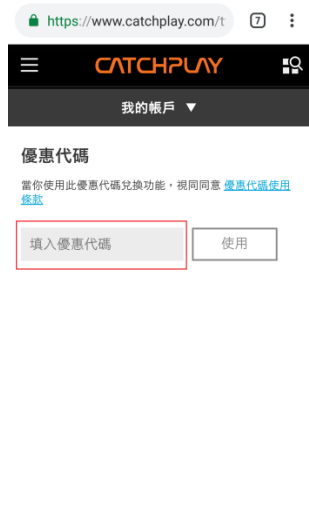 https://www.catchplay.com/t
7
CATCHPLAY
我的帳戶 ▼
優惠代碼
當你使用此優惠代碼兌換功能，視同同意 優惠代碼使用
條款
填入優惠代碼
使用